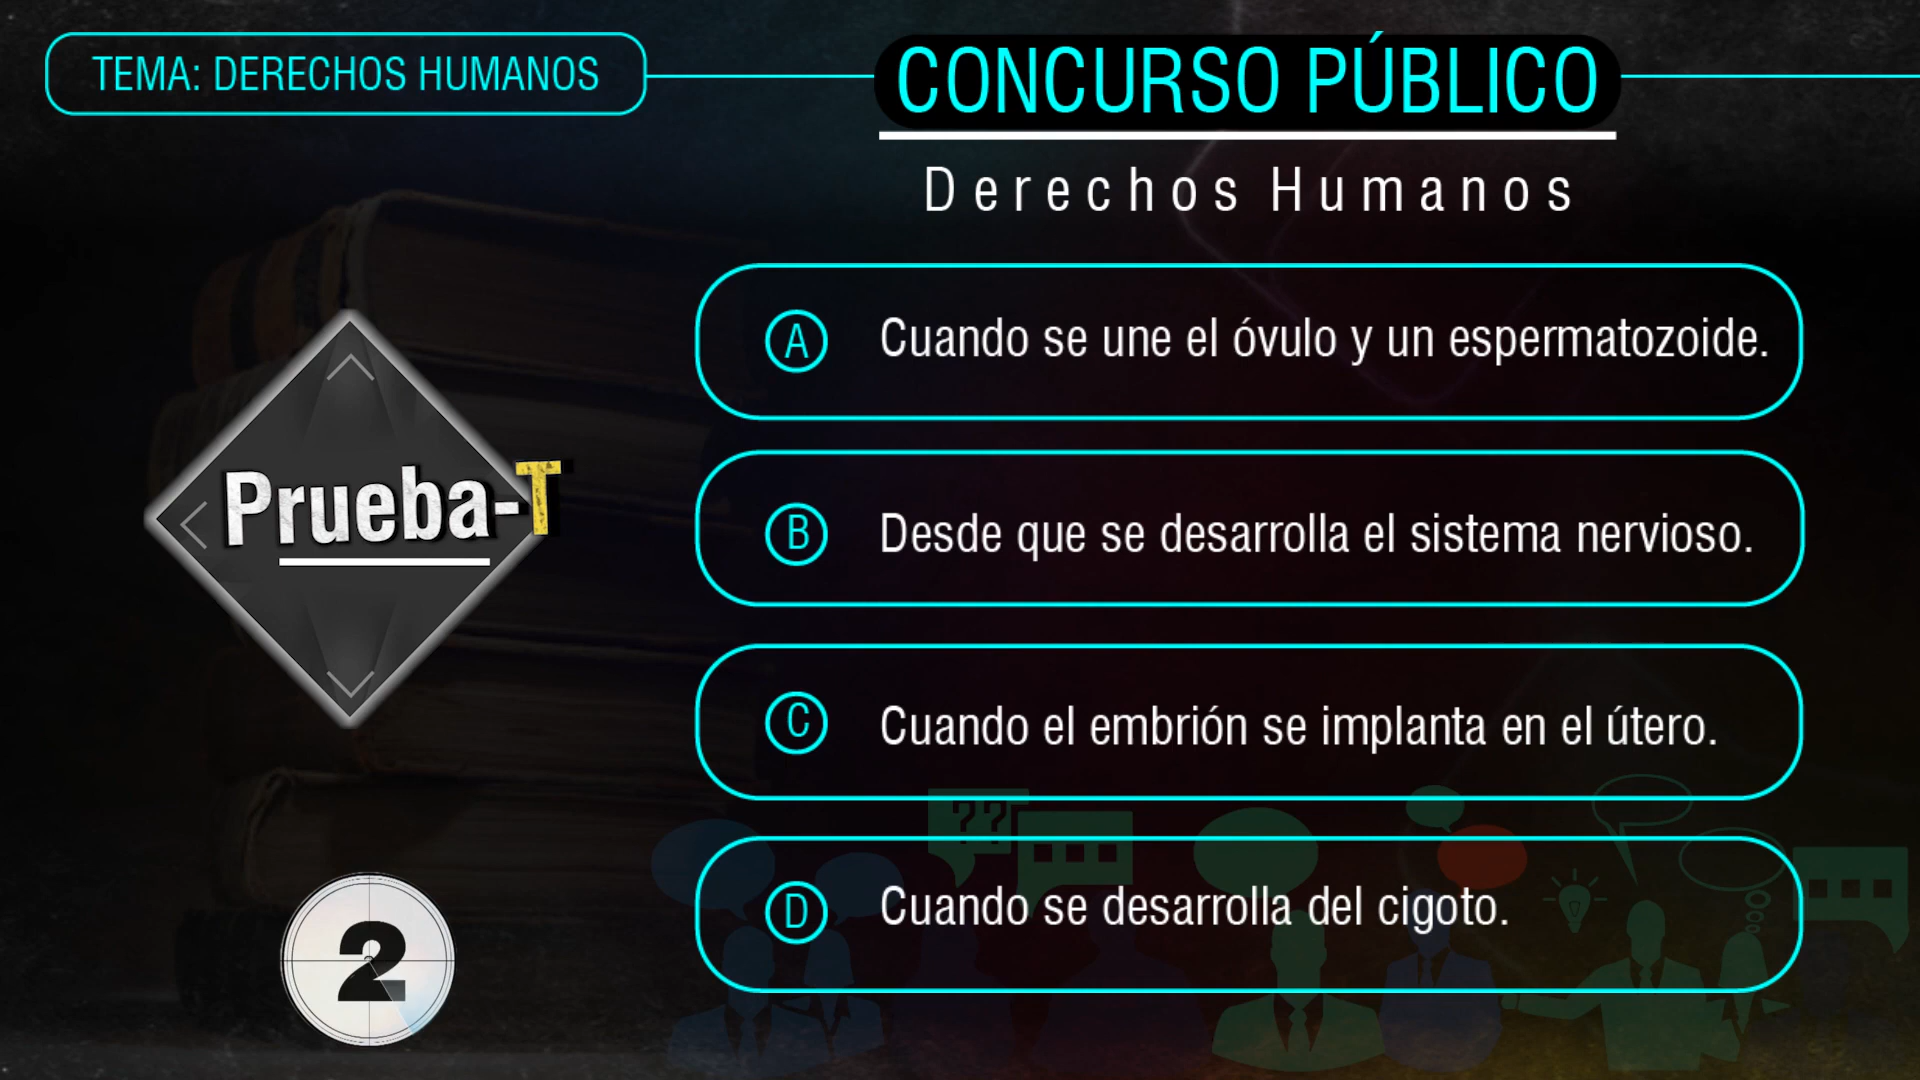 TEMA: DERECHOS HUMANOS
CONCURSO PÚBLICO
Derechos Humanos
A Cuando se une el óvulo y un espermatozoide.
Prueba-T
B Desde que se desarrolla el sistema nervioso.
C Cuando el embrión se implanta en el útero.
??
D Cuando se desarrolla del cigoto.
2